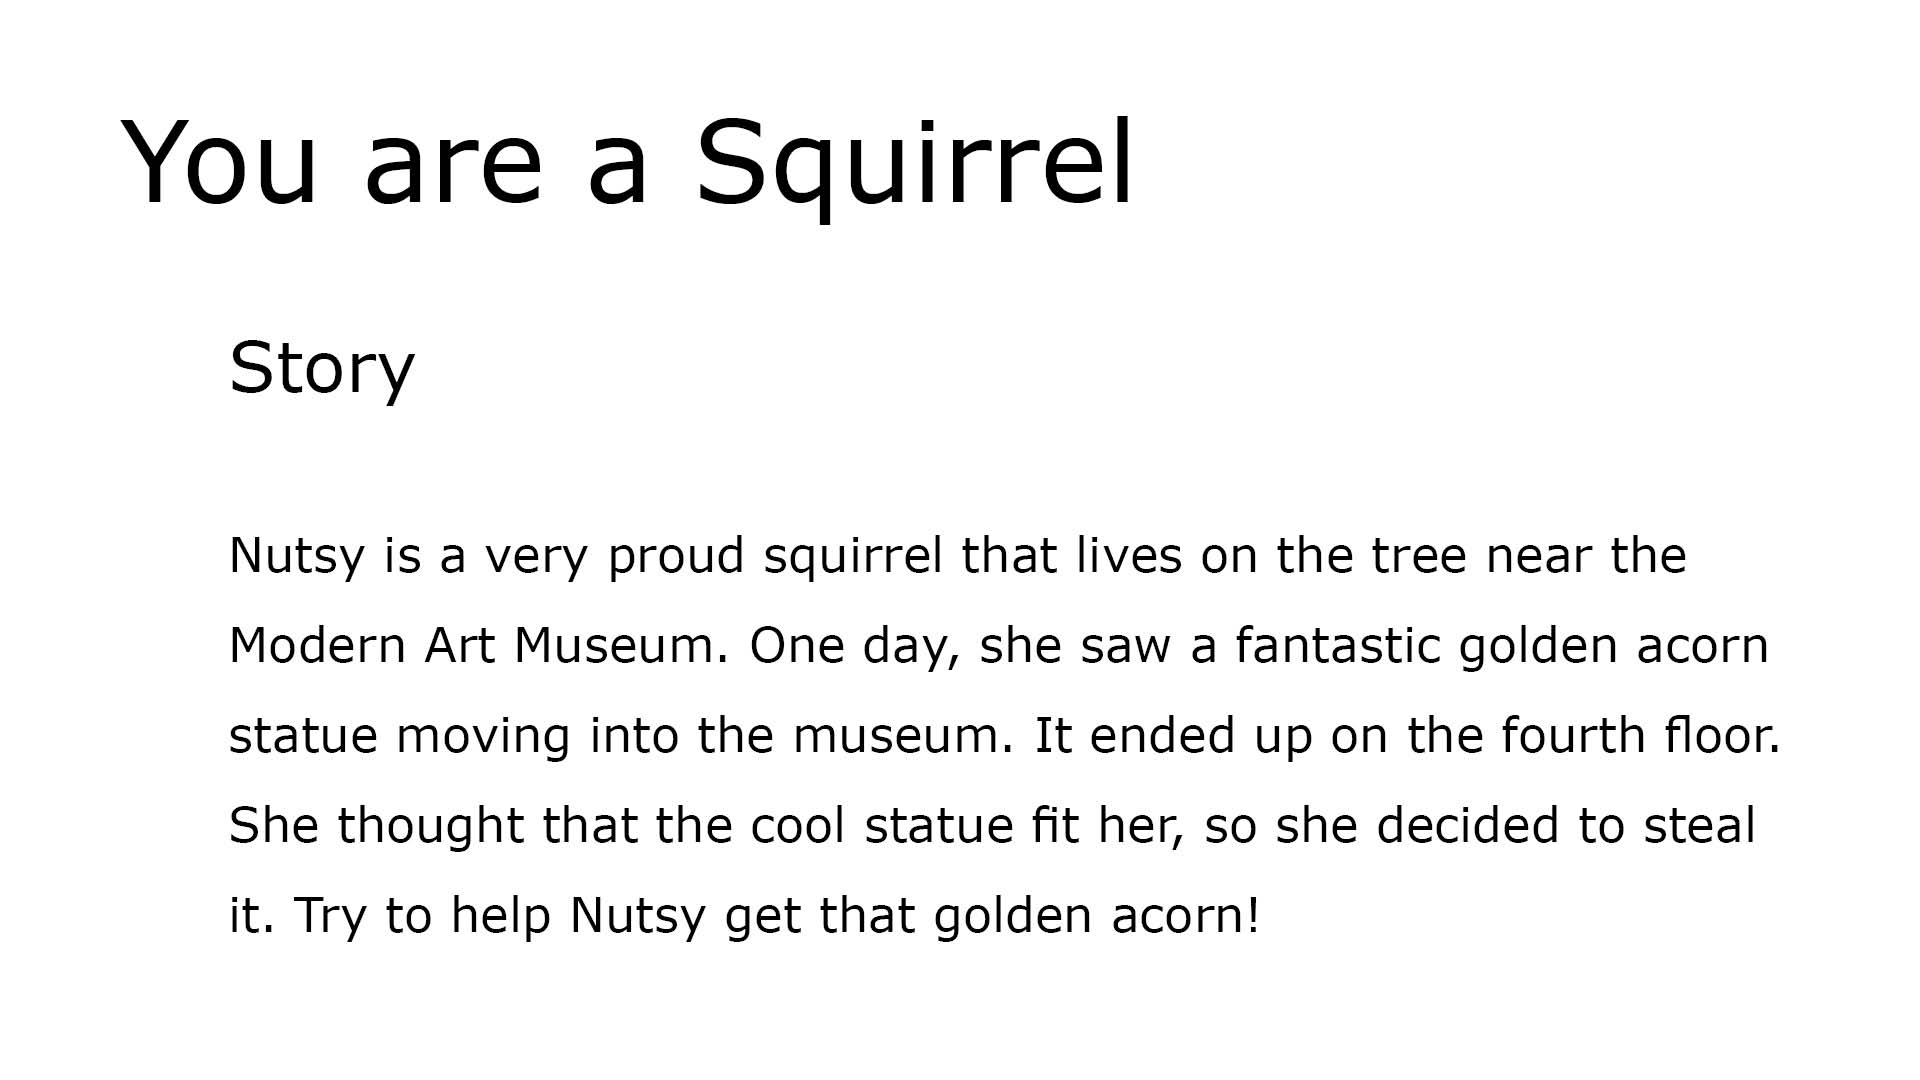 You are a Squirrel
Story
Nutsy is a very proud squirrel that lives on the tree near the
Modern Art Museum. One day, she saw a fantastic golden acorn
statue moving into the museum. It ended up on the fourth floor.
She thought that the cool statue fit her, so she decided to steal
it. Try to help Nutsy get that golden acorn!